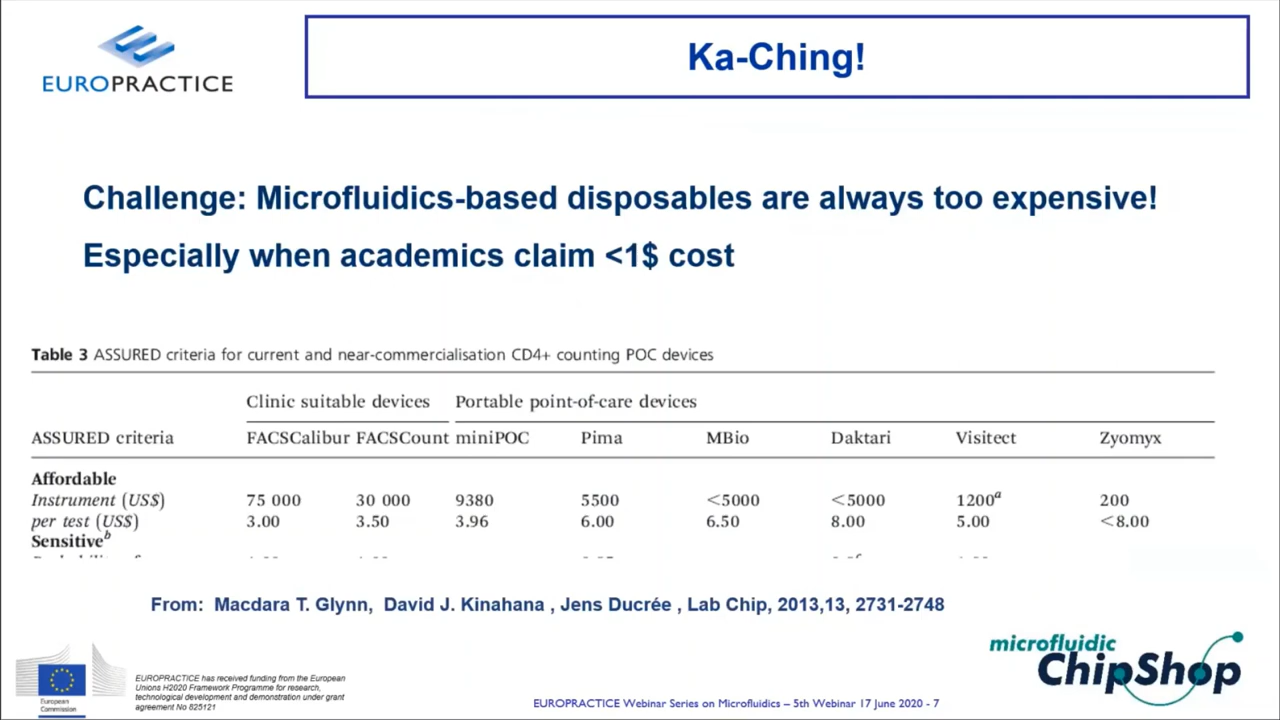 EUROPRACTICE
Ka-Ching!
Challenge: Microfluidics-based disposables are always too expensive!
Especially when academics claim <1$ cost
Table 3 ASSURED criteria for current and near-commercialisation CD4+ counting POC devices
Clinic suitable devices Portable point-of-care devices
ASSURED criteria FACSCalibur FACSCount miniPOC Pima MBio Daktari Visitect Zyomyx
Affordable
Instrument (US$) 75 000 30 000 9380 5500 <5000 <5000 1200a 200
per test (US$) 3.00 3.50 3.96 6.00 6.50 8.00 5.00 <8.00
Sensitiveb
From: Macdara T. Glynn, David J. Kinahana , Jens Ducrée , Lab Chip, 2013,13, 2731-2748
European
Commission
EUROPRACTICE has received funding from the European
Unions H2020 Framework Programme for research,
technological development and demonstration under grant
agreement No 825121
EUROPRACTICE Webinar Series on Microfluidics – 5th Webinar 17 June 2020 - 7
microfluidic
ChipShop